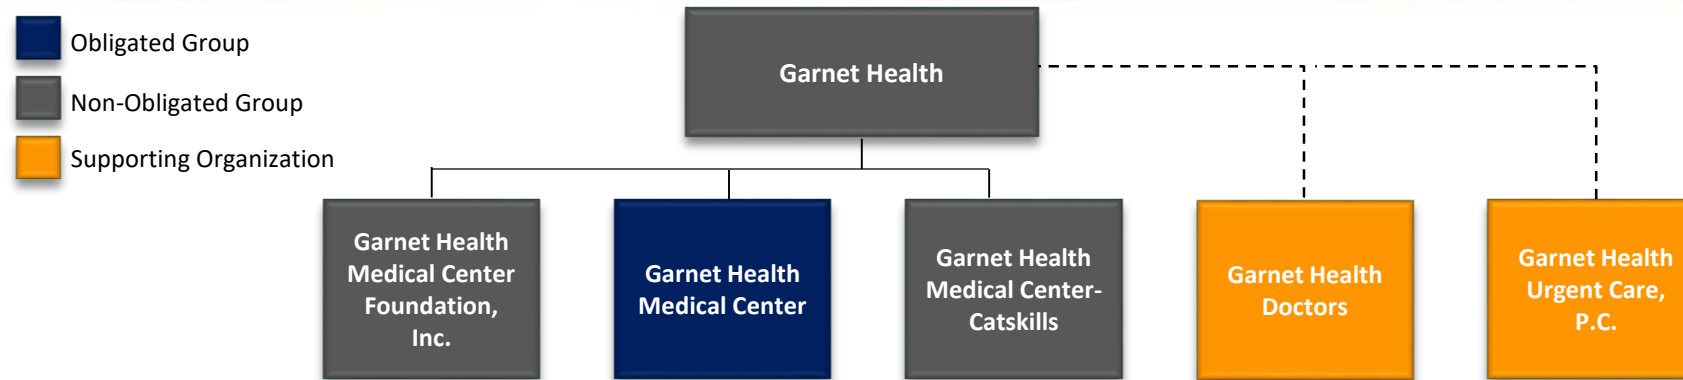 Obligated Group
Non-Obligated Group
Supporting Organization
Garnet Health
Garnet Health
Medical Center
Foundation,
Inc.
Garnet Health
Medical Center
Garnet Health
Medical Center-
Catskills
Garnet Health
Doctors
Garnet Health
Urgent Care,
P.C.